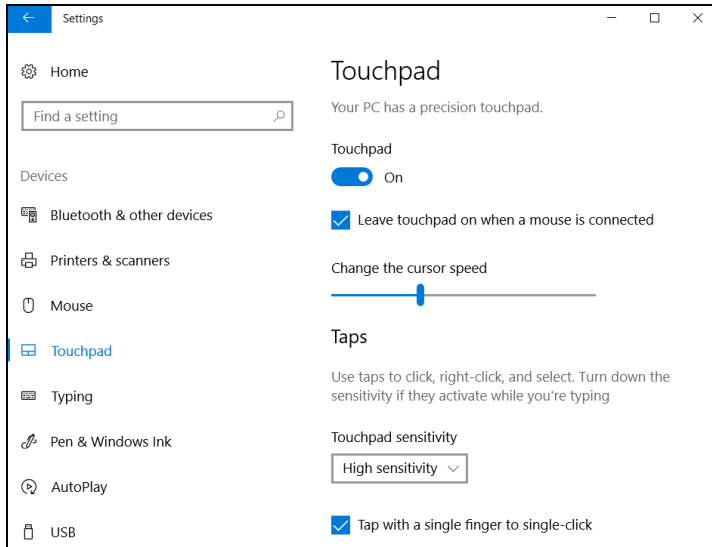 Settings
Home
Find a setting
Devices
Bluetooth & other devices
Printers & scanners
Mouse
Touchpad
Typing
Pen & Windows Ink
AutoPlay
USB
Touchpad
Your PC has a precision touchpad.
Touchpad
On
Leave touchpad on when a mouse is connected
Change the cursor speed
Taps
Use taps to click, right-click, and select. Turn down the
sensitivity if they activate while you're typing
Touchpad sensitivity
High sensitivity
Tap with a single finger to single-click